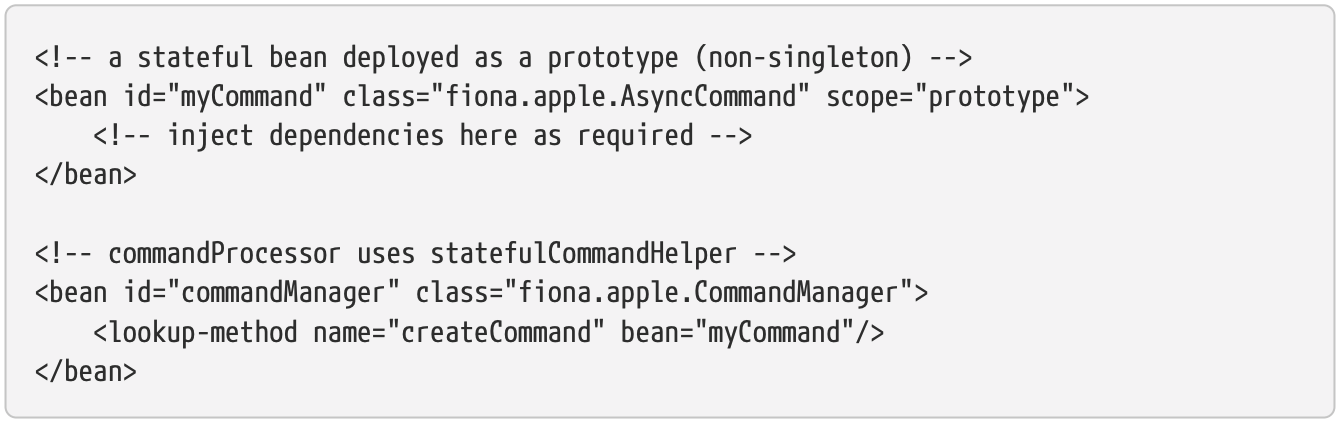 <!-- a stateful bean deployed as a prototype (non-singleton) -->
<bean id="myCommand" class="fiona.apple.AsyncCommand" scope="prototype">
    <!-- inject dependencies here as required -->
</bean>

<!-- commandProcessor uses statefulCommandHelper -->
<bean id="commandManager" class="fiona.apple.CommandManager">
    <lookup-method name="createCommand" bean="myCommand"/>
</bean>